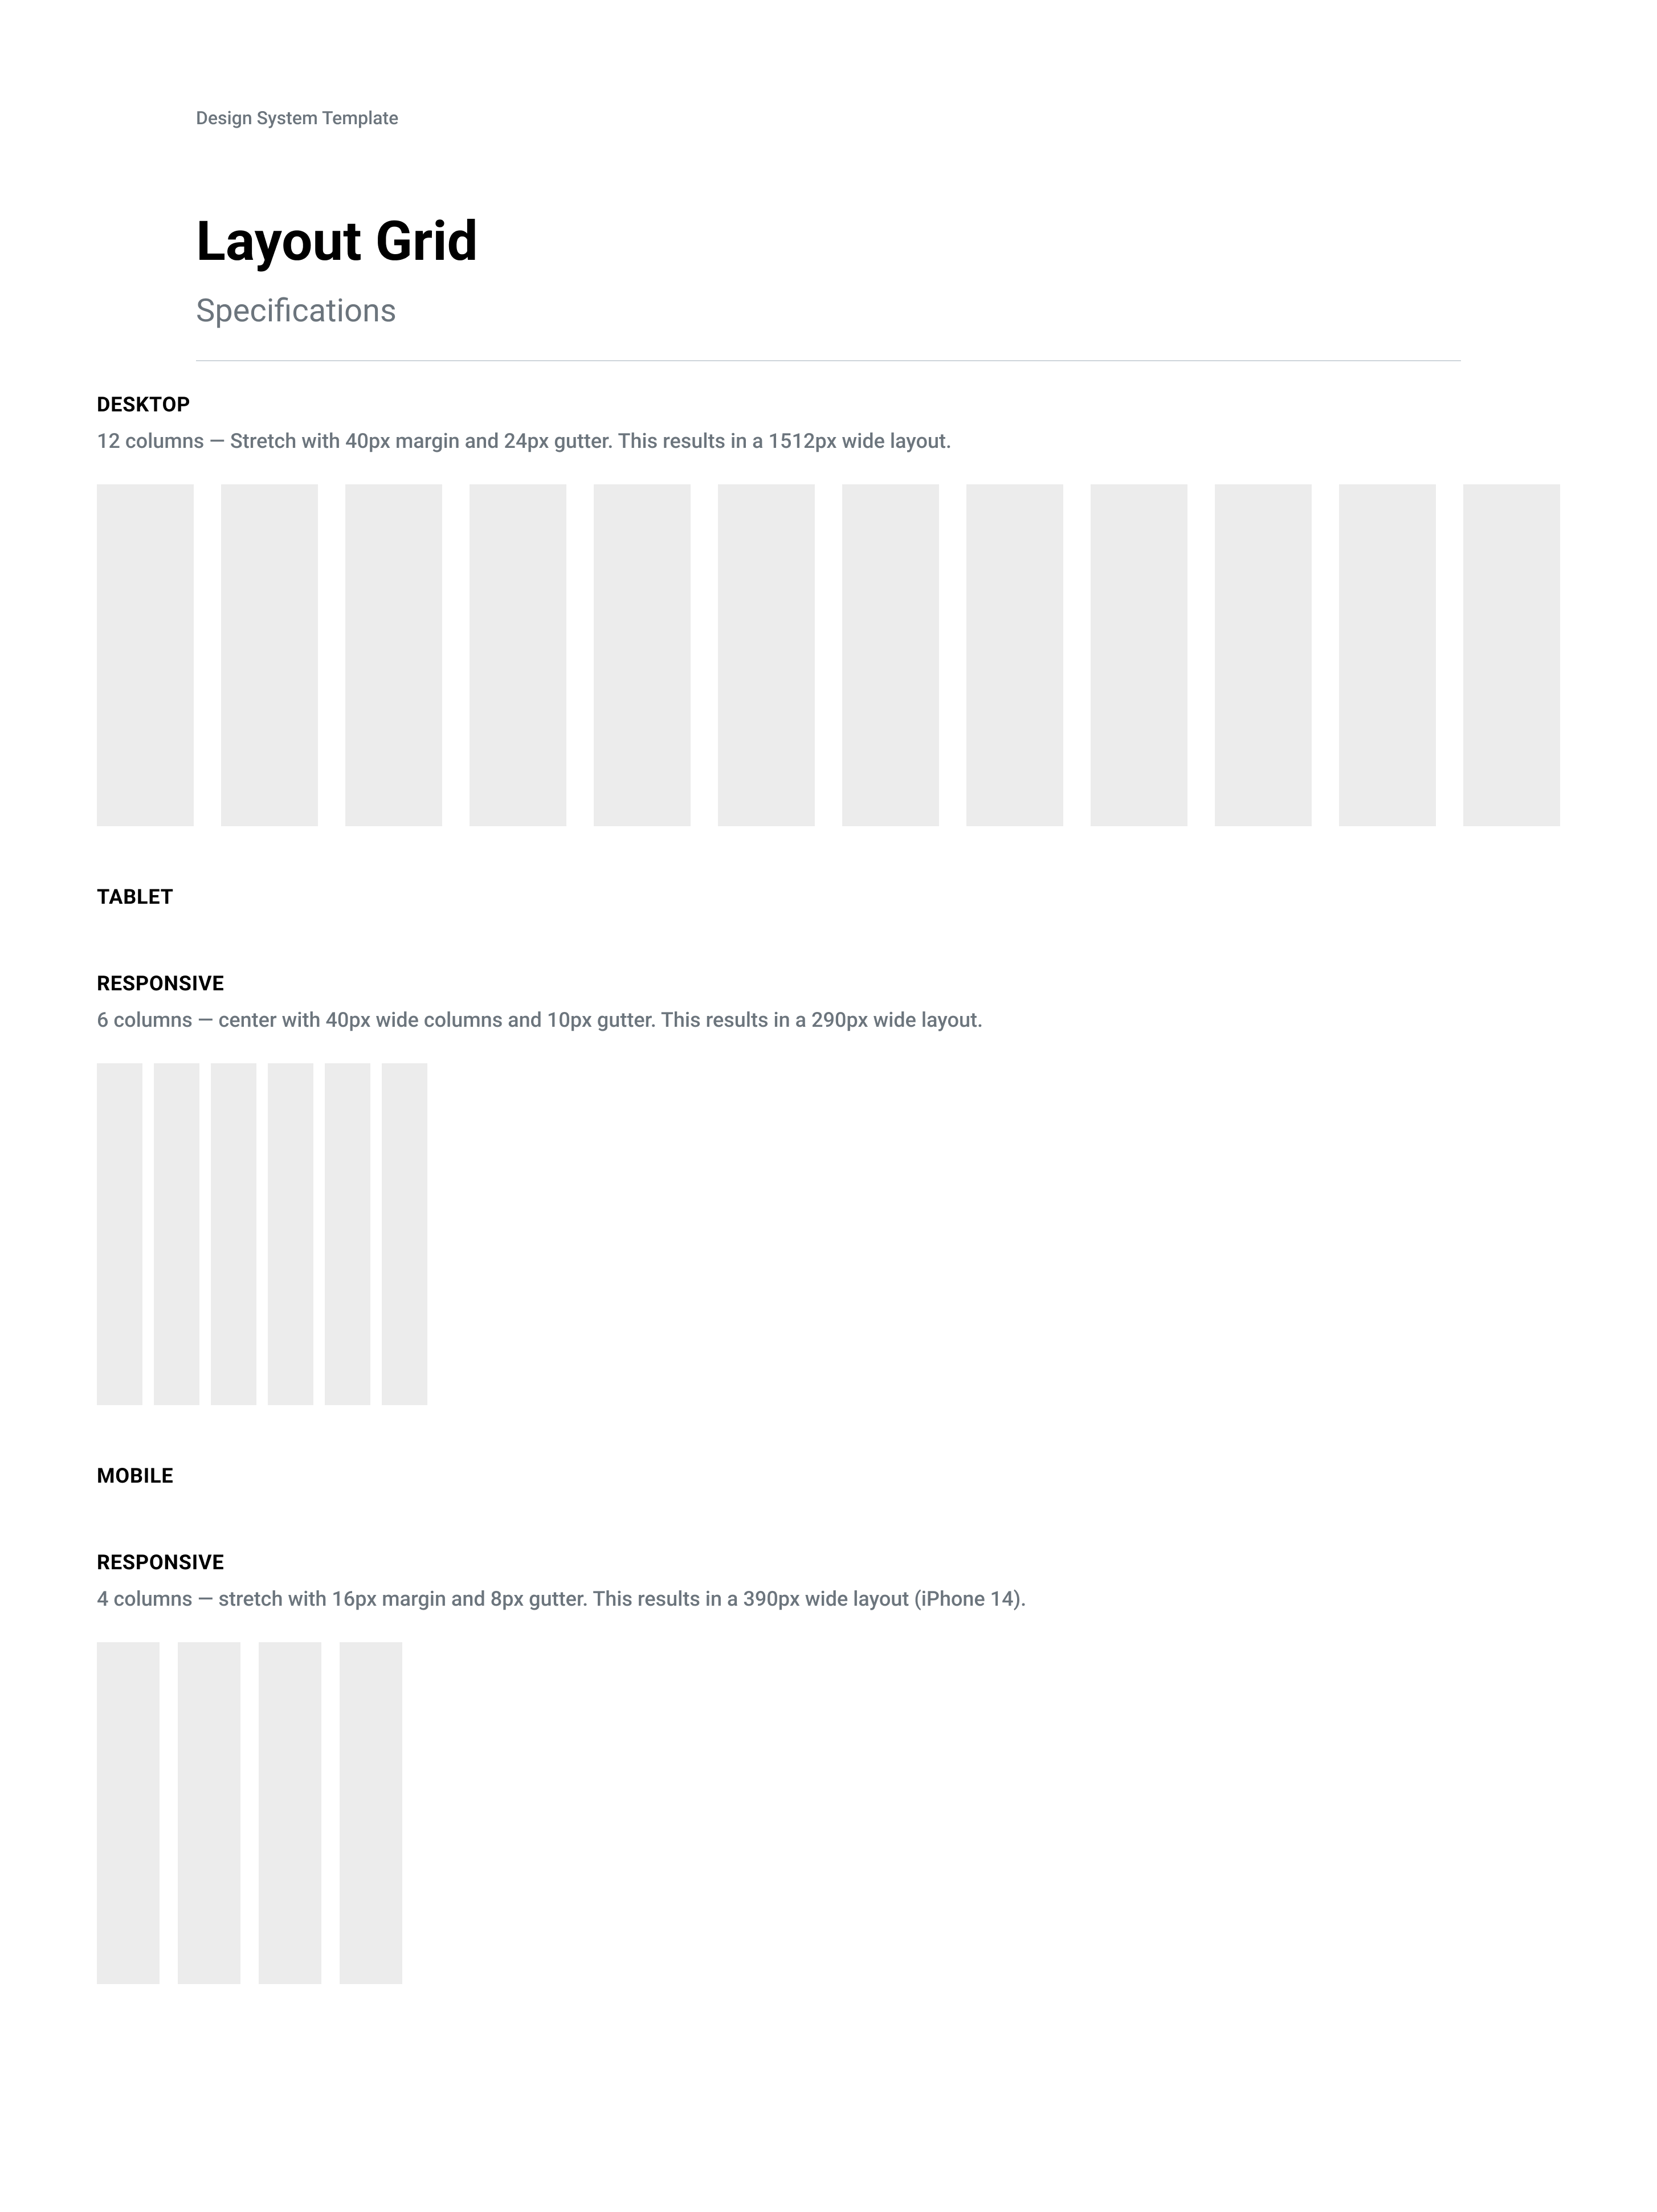 Design System Template
Layout Grid
Specifications
DESKTOP
12 columns — Stretch with 40px margin and 24px gutter. This results in a 1512px wide layout.
TABLET
RESPONSIVE
6 columns — center with 40px wide columns and 10px gutter. This results in a 290px wide layout.
MOBILE
RESPONSIVE
4 columns — stretch with 16px margin and 8px gutter. This results in a 390px wide layout (iPhone 14).